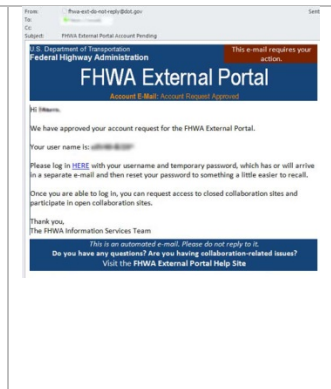 From: fhwa-ext-do-not-reply@dot.gov Sent
To:
Cc:
Subject: FHWA External Portal Account Pending
U.S. Department of Transportation
Federal Highway Administration
This e-mail requires your
action.
FHWA External Portal
Account E-Mail: Account Request Approved
Hi
We have approved your account request for the FHWA External Portal.
Your user name is:
Please log in HERE with your username and temporary password, which has or will arrive
in a separate e-mail and then reset your password to something a little easier to recall.
Once you are able to log in, you can request access to closed collaboration sites and
participate in open collaboration sites.
Thank you,
The FHWA Information Services Team
This is an automated e-mail. Please do not reply to it.
Do you have any questions? Are you having collaboration-related issues?
Visit the FHWA External Portal Help Site